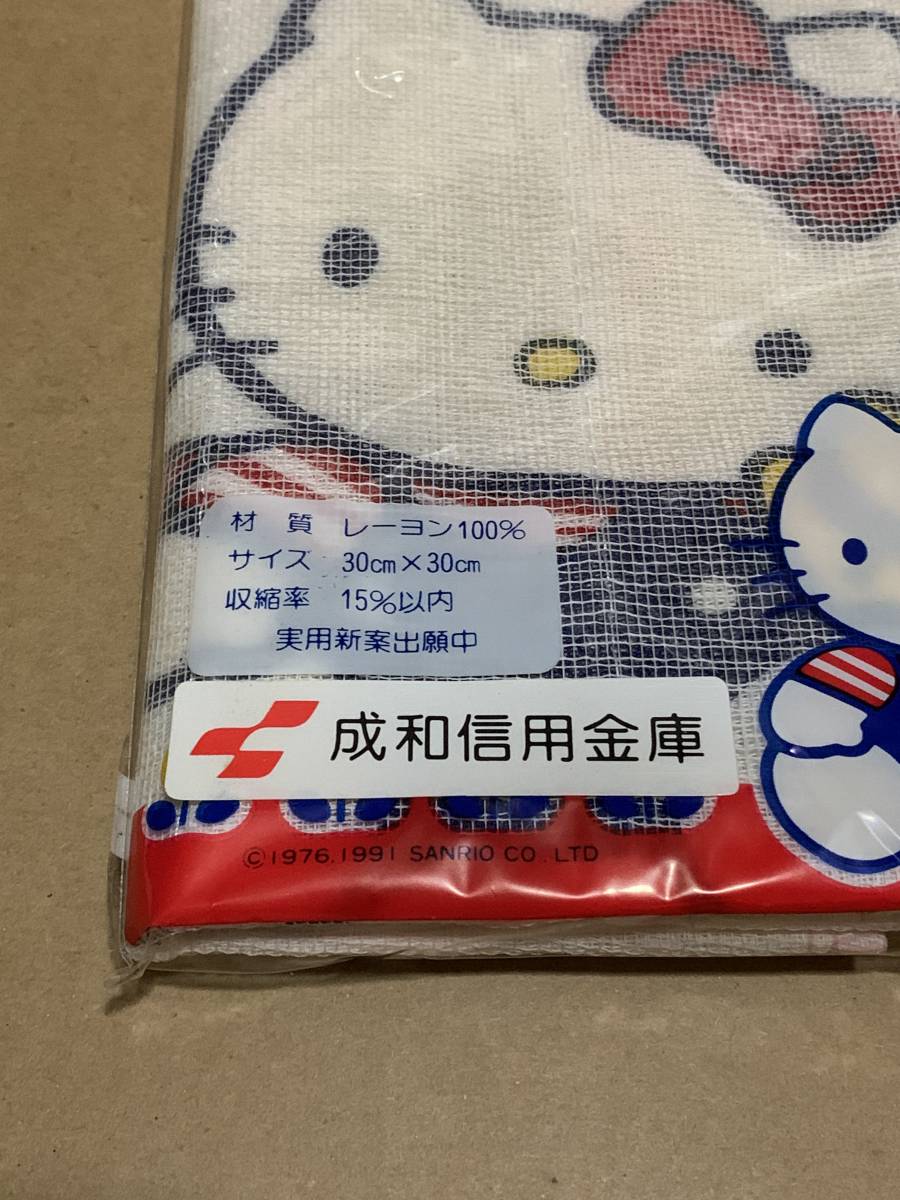 材質 レーヨン100%
サイズ 30cm×30cm
収縮率 15%以内
実用新案出願中
成和信用金庫
©1976,1991 SANRIO CO.,LTD